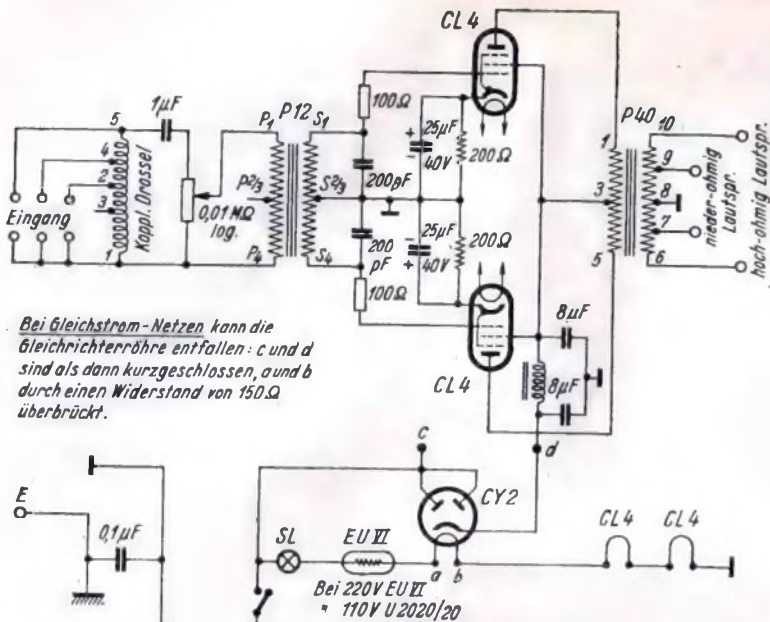 CL 4
1µF
5
4
2
3
1
Eingang
Koppl. Drossel
0,01 MΩ
log.
P1
P12
S1
P2/3
S2/3
P4
S4
100Ω
200pF
200
pF
100Ω
+
25µF
-
40V
200Ω
-
25µF
+
40V
200Ω
CL 4
1
3
5
P40
10
9
8
7
6
nieder-ohmig
Lautspr.
hoch-ohmig Lautspr.
8µF
8µF
d
Bei Gleichstrom-Netzen kann die
Gleichrichterröhre entfallen: c und d
sind als dann kurzgeschlossen, a und b
durch einen Widerstand von 150Ω
überbrückt.
E
0,1µF
c
CY2
SL
EU VI
a
b
CL 4
CL 4
Bei 220V EU VI
" 110V U 2020/20